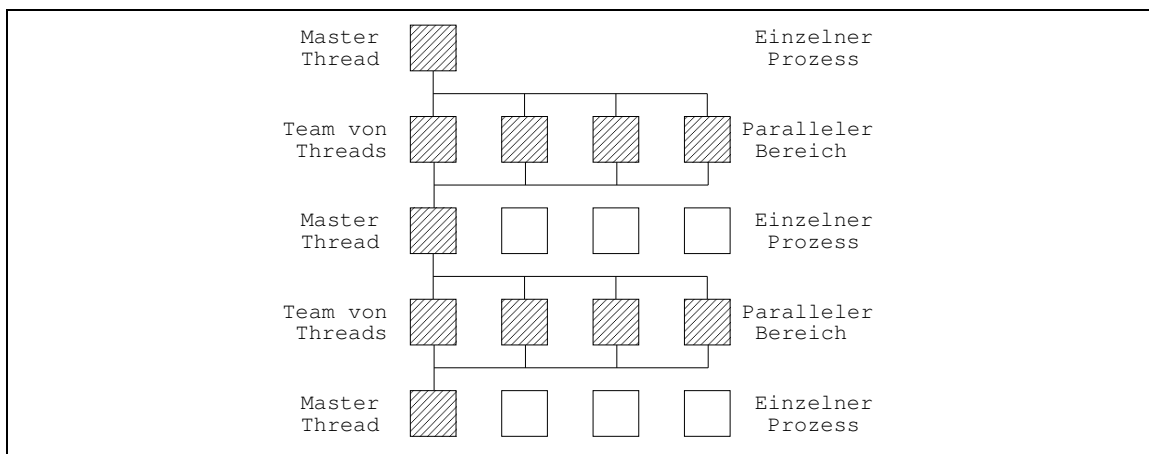 Master
Thread
Einzelner
Prozess
Team von
Threads
Paralleler
Bereich
Master
Thread
Einzelner
Prozess
Team von
Threads
Paralleler
Bereich
Master
Thread
Einzelner
Prozess